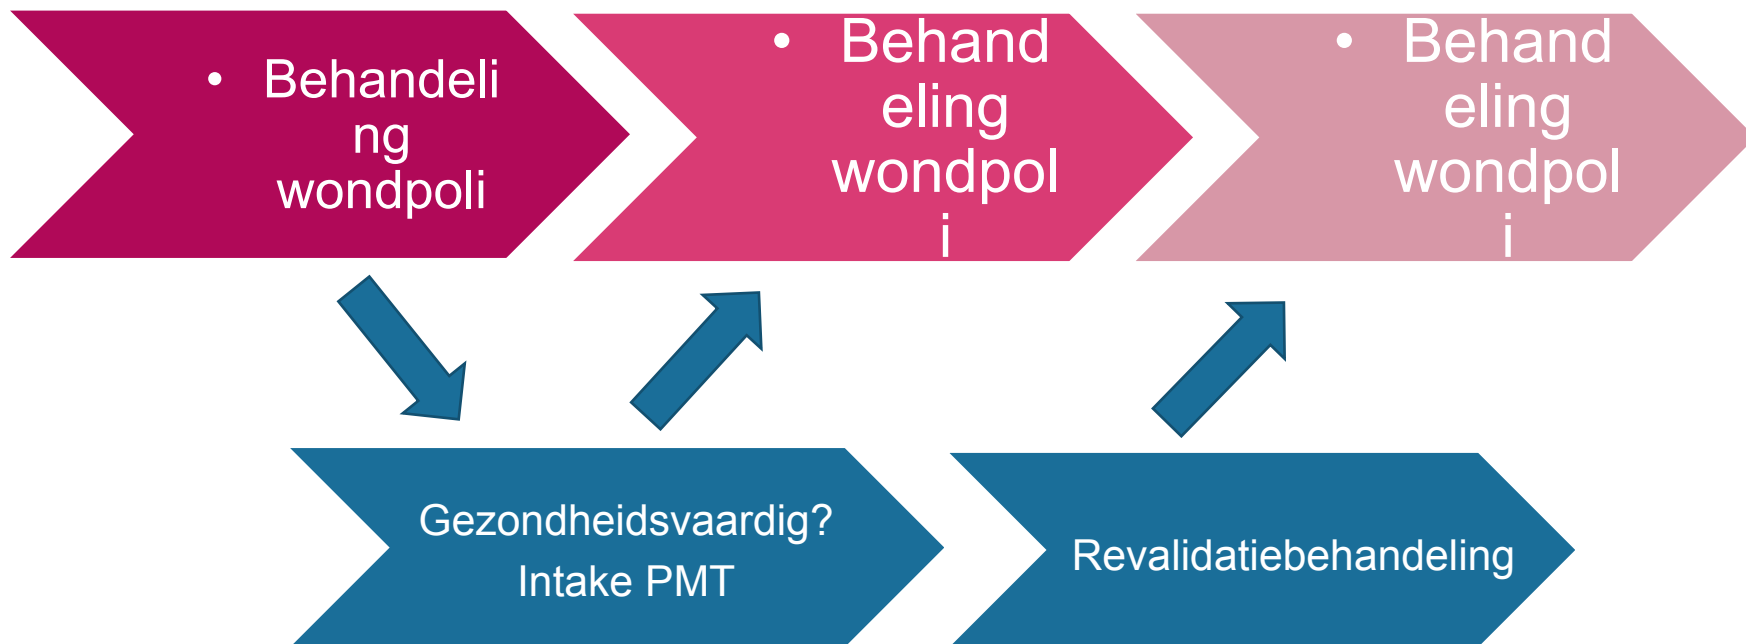 • Behandeli
ng
wondpoli
• Behand
eling
wondpol
i
• Behand
eling
wondpol
i
Gezondheidsvaardig?
Intake PMT
Revalidatiebehandeling